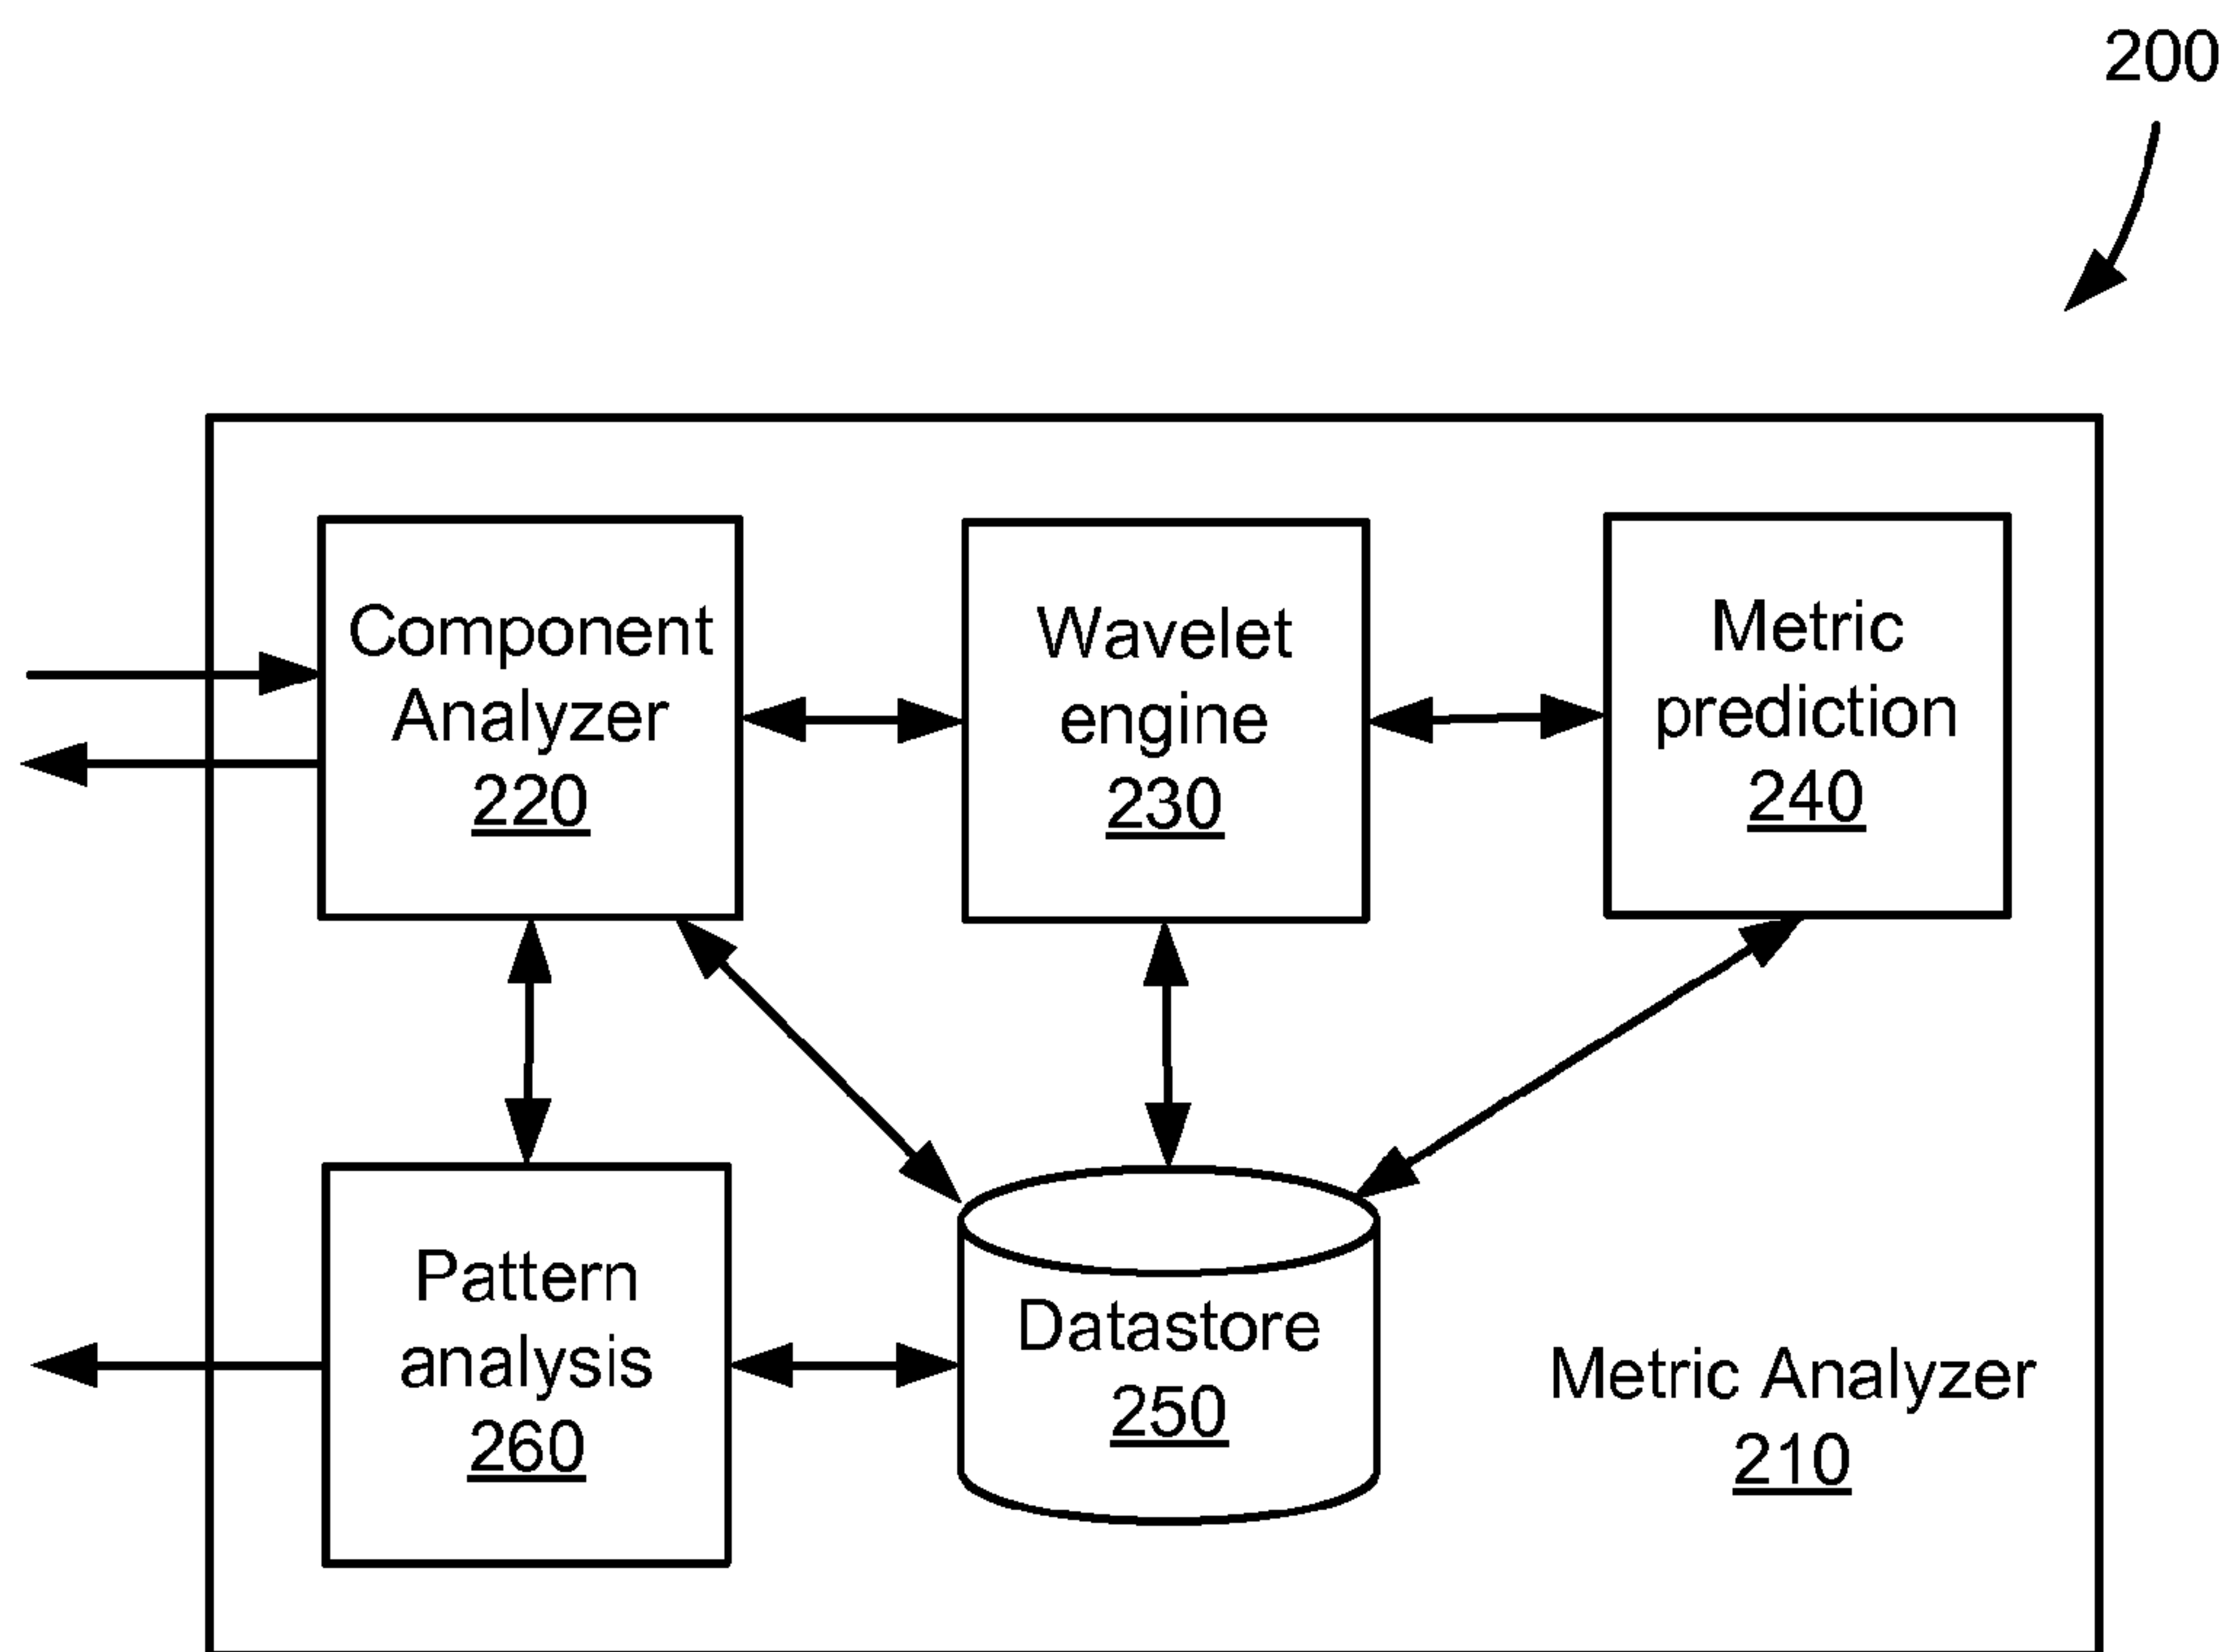 200
Component
Analyzer
220
Wavelet
engine
230
Metric
prediction
240
Pattern
analysis
260
Datastore
250
Metric Analyzer
210